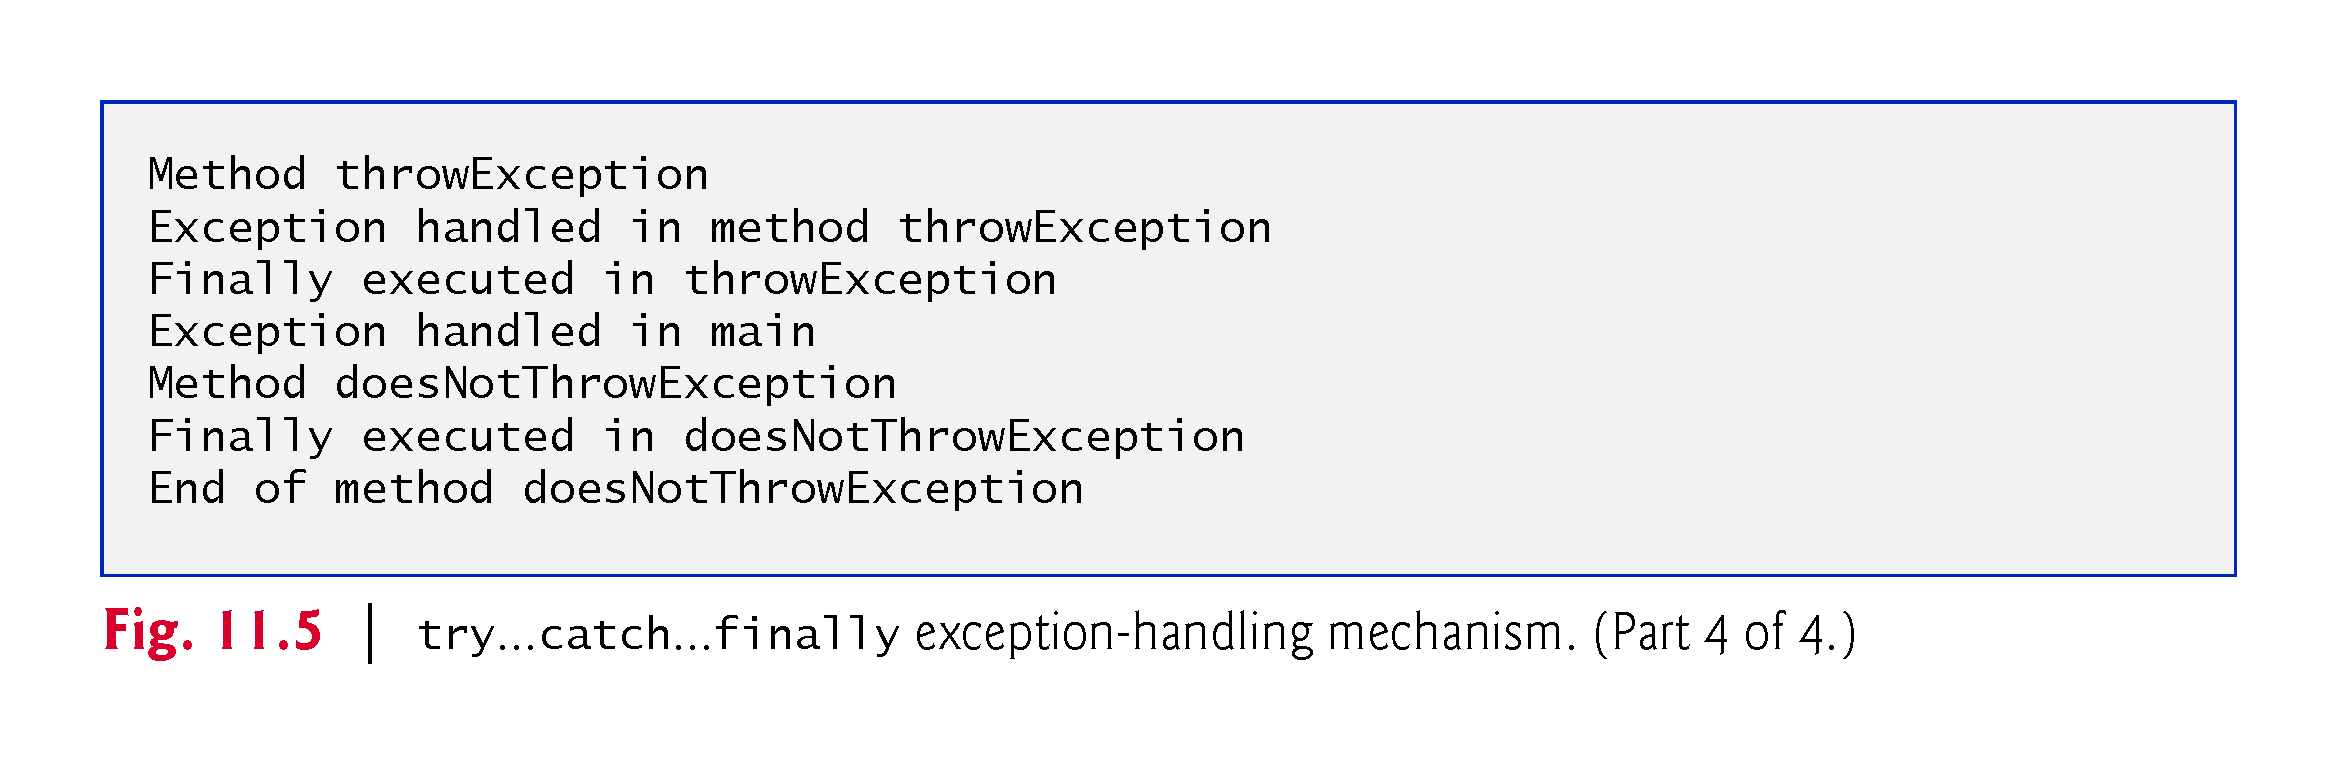 Method throwException
Exception handled in method throwException
Finally executed in throwException
Exception handled in main
Method doesNotThrowException
Finally executed in doesNotThrowException
End of method doesNotThrowException
Fig. 11.5 | try…catch…finally exception-handling mechanism. (Part 4 of 4.)